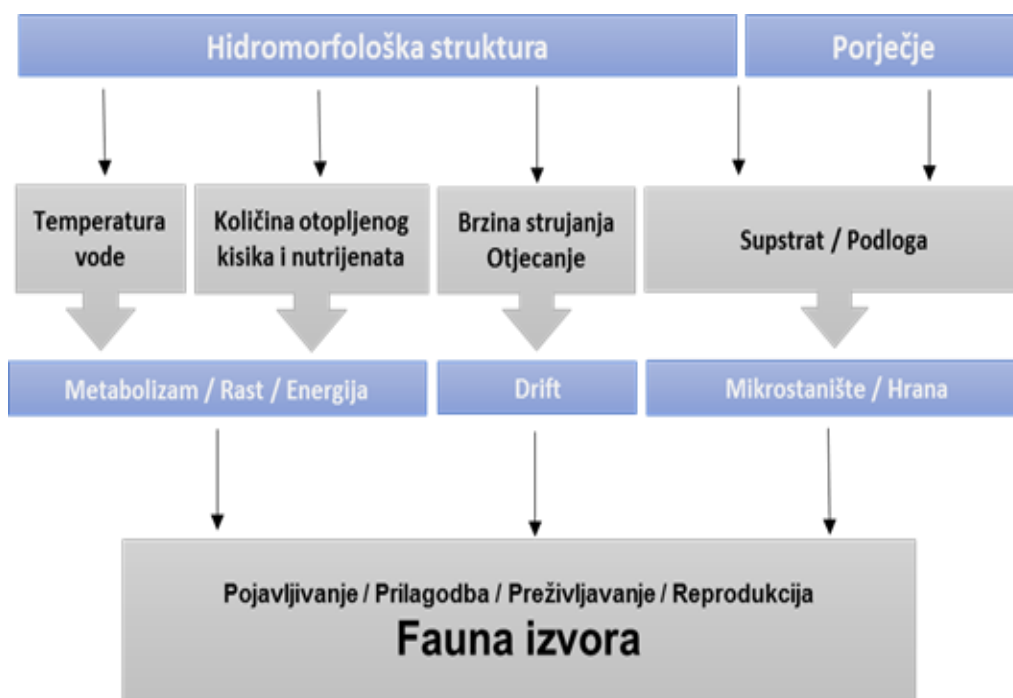 Hidromorfološka struktura
Porječje
Temperatura
vode
Količina otopljenog
kisika i nutrijenata
Brzina strujanja
Otjecanje
Supstrat / Podloga
Metabolizam / Rast / Energija
Drift
Mikrostanište / Hrana
Pojavljivanje / Prilagodba / Preživljavanje / Reprodukcija
Fauna izvora